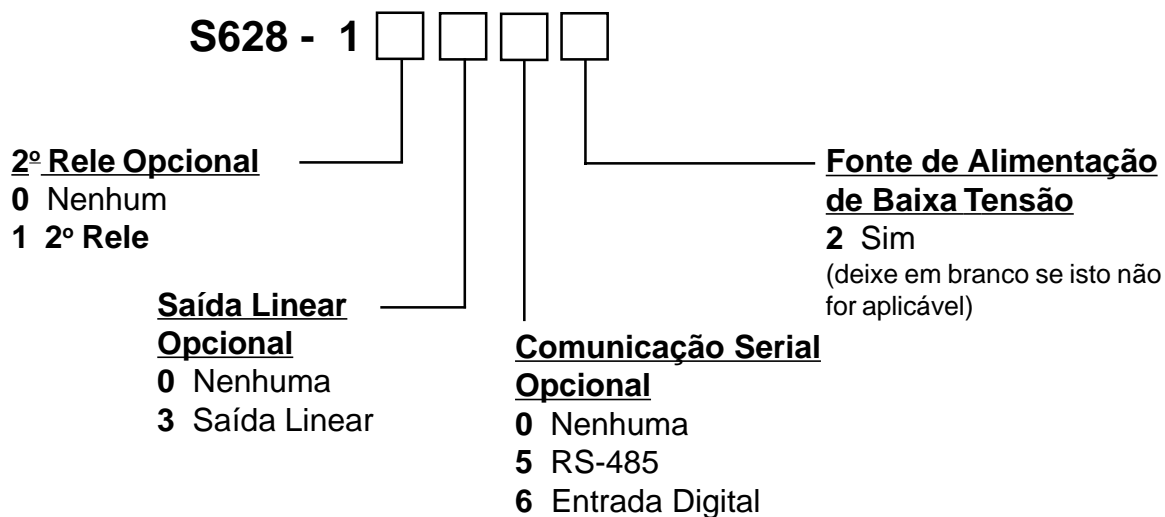 S628 - 1
2º Rele Opcional
0 Nenhum
1 2º Rele
Saída Linear
Opcional
0 Nenhuma
3 Saída Linear
Comunicação Serial
Opcional
0 Nenhuma
5 RS-485
6 Entrada Digital
Fonte de Alimentação
de Baixa Tensão
2 Sim
(deixe em branco se isto não
for aplicável)